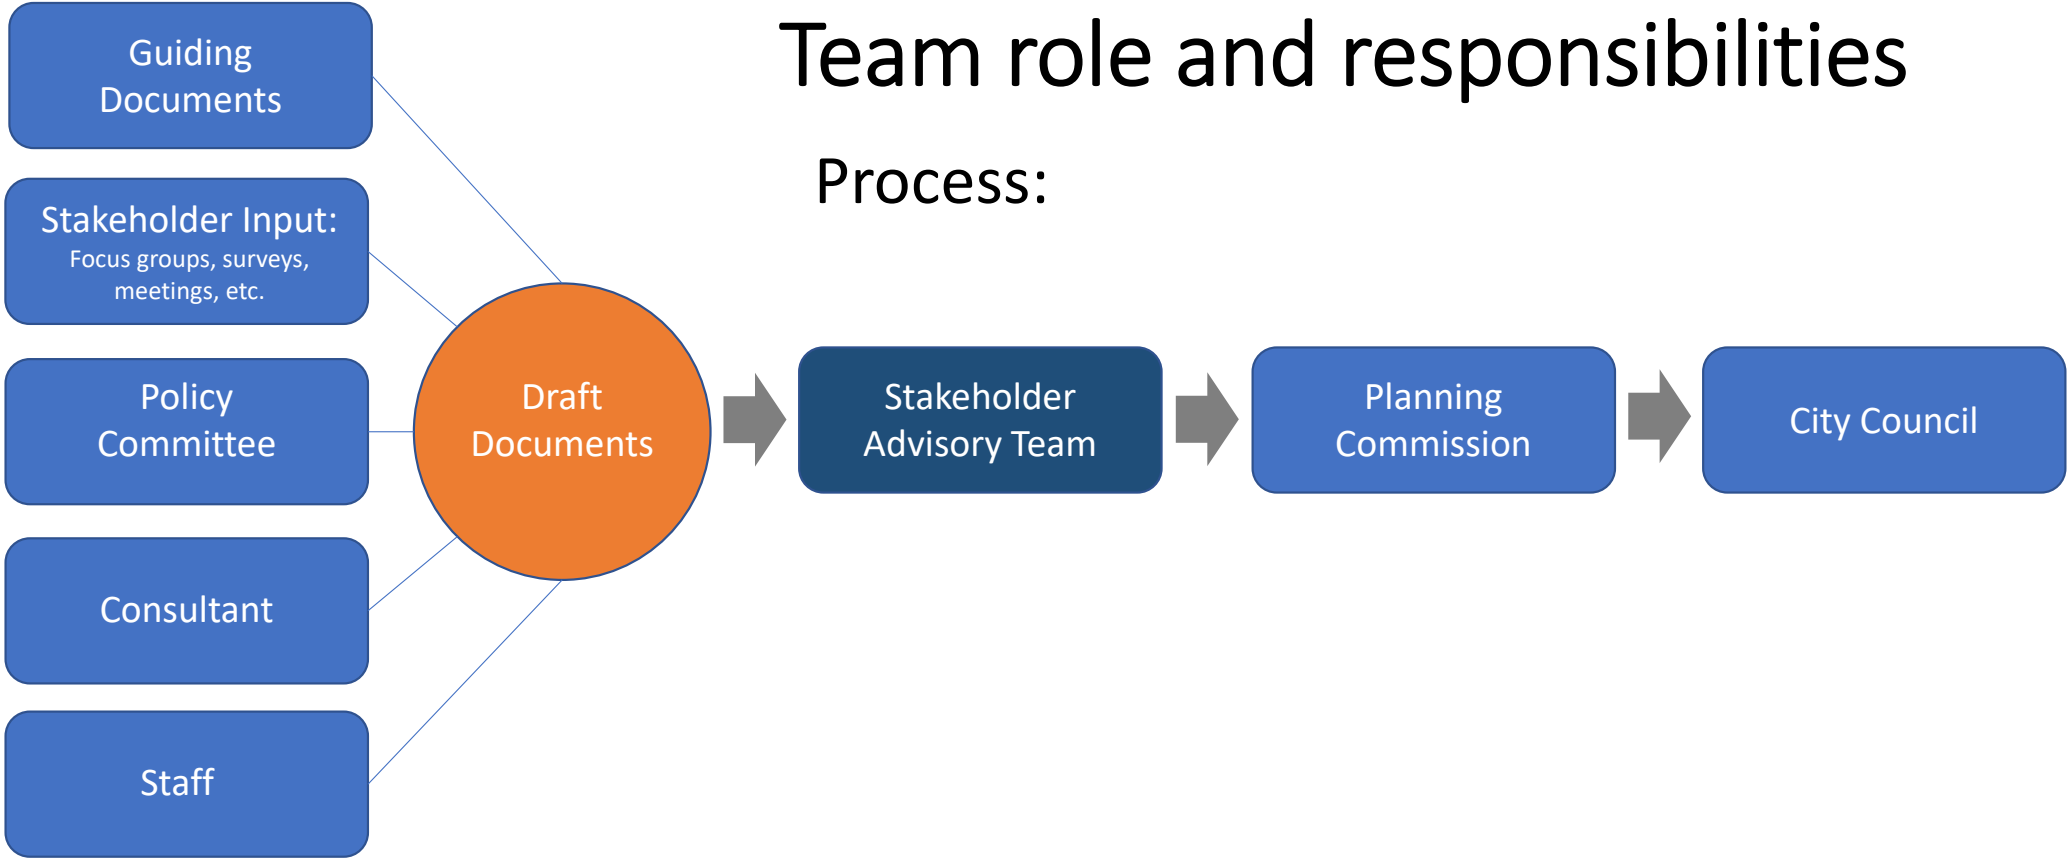 Team role and responsibilities
Process:
Guiding
Documents
Stakeholder Input:
Focus groups, surveys,
meetings, etc.
Policy
Committee
Consultant
Staff
Draft
Documents
Stakeholder
Advisory Team
Planning
Commission
City Council